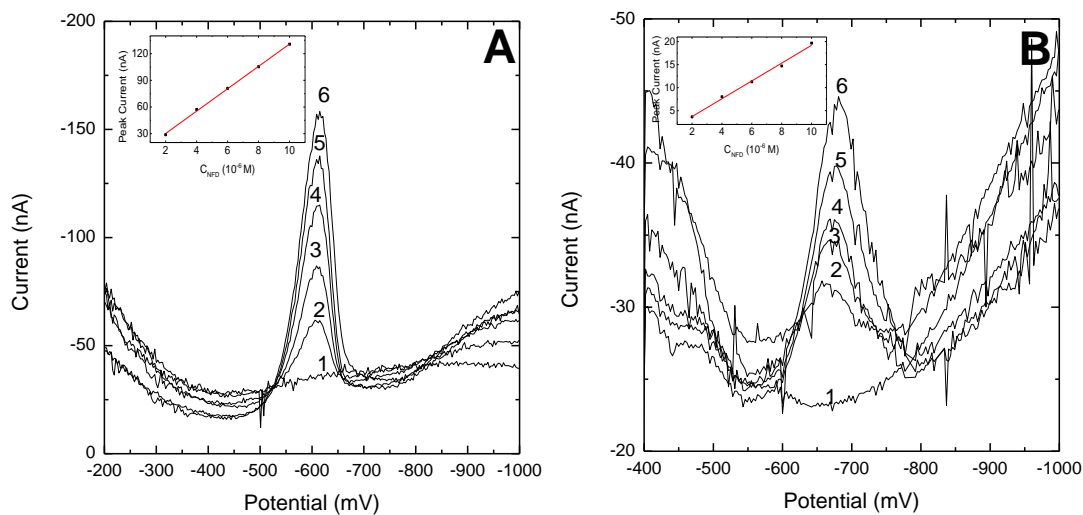 A
-200
-150
-100
-50
0
Current (nA)
-200 -300 -400 -500 -600 -700 -800 -900 -1000
Potential (mV)
6
5
4
3
2
1
120
90
60
30
Peak Current (nA)
2 4 6 8 10
C_NFD (10^-6 M)
B
-50
-40
-30
-20
Current (nA)
-400 -500 -600 -700 -800 -900 -1000
Potential (mV)
6
5
4
3
2
1
20
15
10
5
Peak Current (nA)
2 4 6 8 10
C_NFD (10^-6 M)